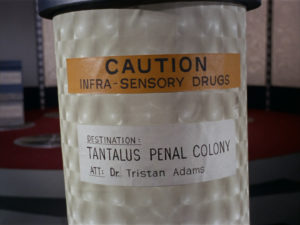 CAUTION
INFRA-SENSORY DRUGS
DESTINATION:
TANTALUS PENAL COLONY
ATT: Dr. Tristan Adams